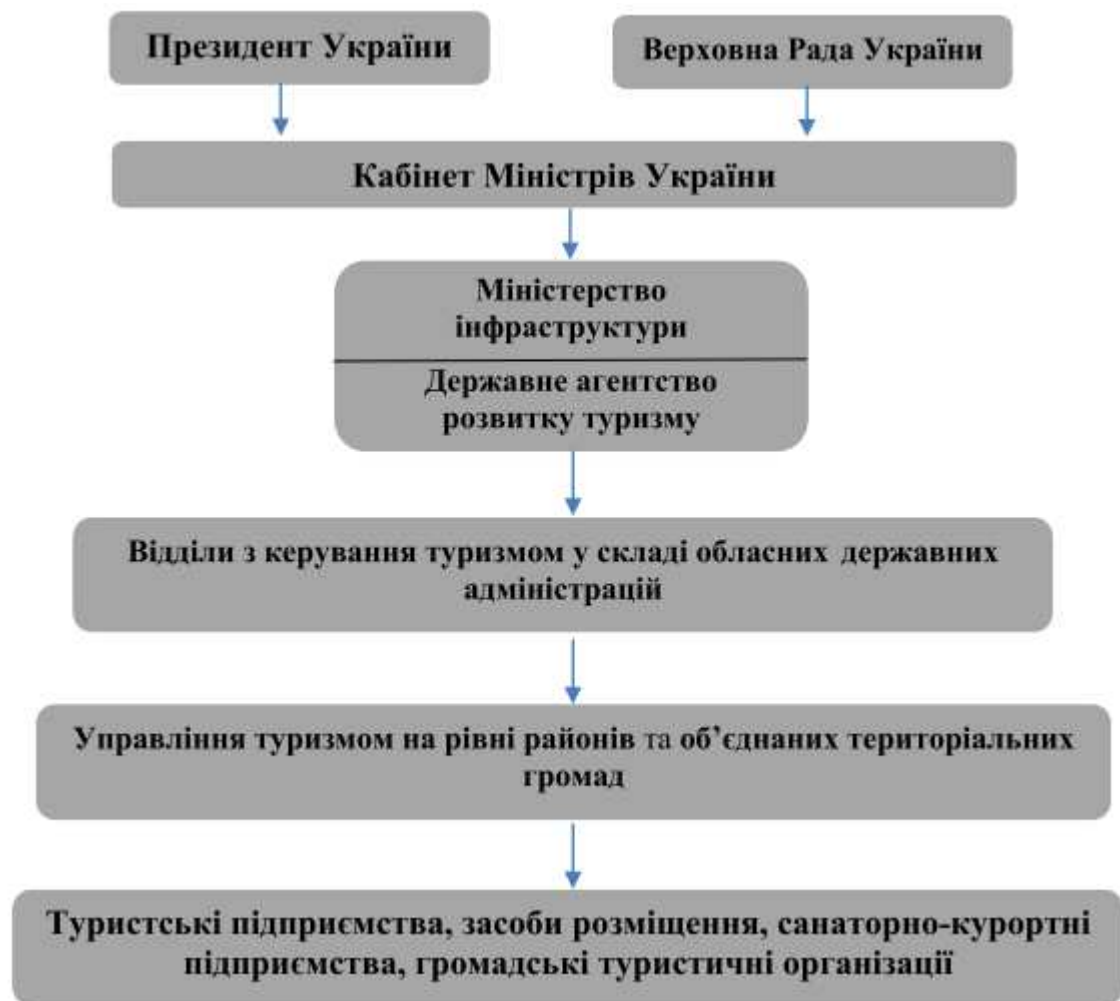 Президент України
Верховна Рада України
Кабінет Міністрів України
Міністерство
інфраструктури
Державне агентство
розвитку туризму
Відділи з керування туризмом у складі обласних державних
адміністрацій
Управління туризмом на рівні районів та об’єднаних територіальних
громад
Туристські підприємства, засоби розміщення, санаторно-курортні
підприємства, громадські туристичні організації